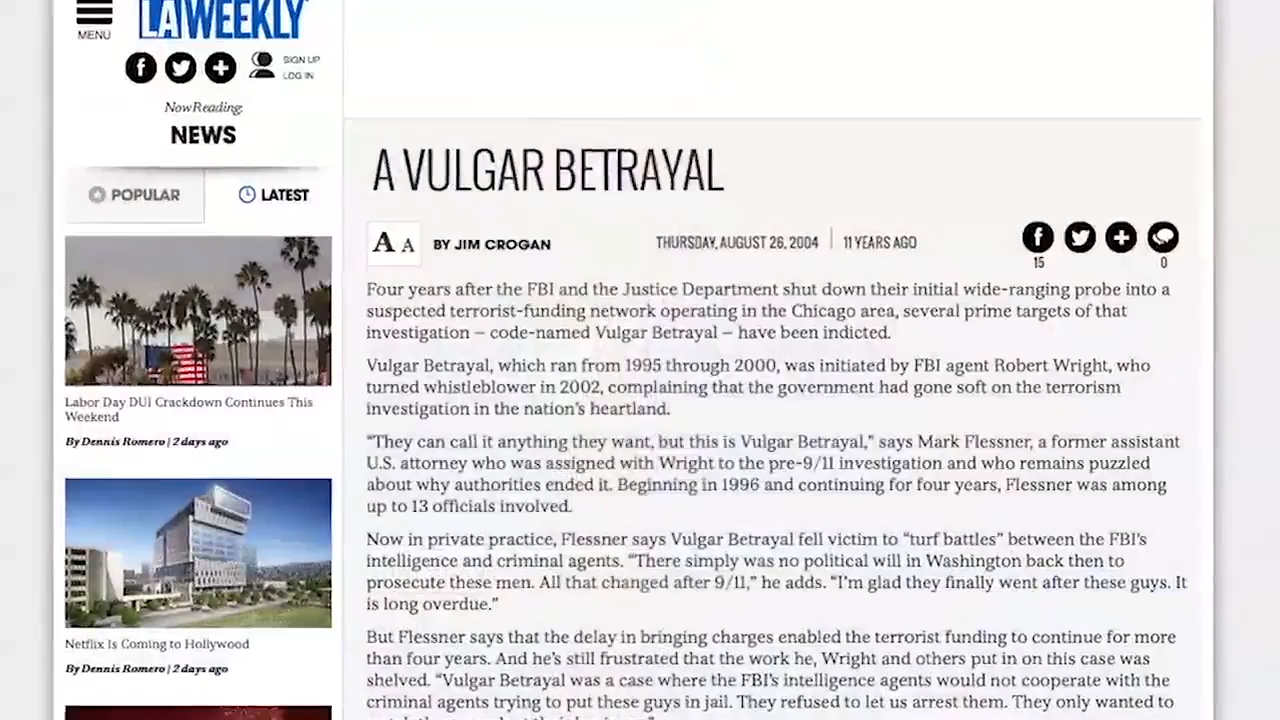 LA WEEKLY
MENU
SIGN UP
LOG IN
Now Reading:
NEWS
POPULAR
LATEST
Labor Day DUI Crackdown Continues This
Weekend
By Dennis Romero | 2 days ago
Netflix Is Coming to Hollywood
By Dennis Romero | 2 days ago
A VULGAR BETRAYAL
A A
BY JIM CROGAN
THURSDAY, AUGUST 26, 2004 | 11 YEARS AGO
15
0
Four years after the FBI and the Justice Department shut down their initial wide-ranging probe into a
suspected terrorist-funding network operating in the Chicago area, several prime targets of that
investigation – code-named Vulgar Betrayal – have been indicted.
Vulgar Betrayal, which ran from 1995 through 2000, was initiated by FBI agent Robert Wright, who
turned whistleblower in 2002, complaining that the government had gone soft on the terrorism
investigation in the nation's heartland.
“They can call it anything they want, but this is Vulgar Betrayal,” says Mark Flessner, a former assistant
U.S. attorney who was assigned with Wright to the pre-9/11 investigation and who remains puzzled
about why authorities ended it. Beginning in 1996 and continuing for four years, Flessner was among
up to 13 officials involved.
Now in private practice, Flessner says Vulgar Betrayal fell victim to “turf battles” between the FBI's
intelligence and criminal agents. “There simply was no political will in Washington back then to
prosecute these men. All that changed after 9/11,” he adds. “I'm glad they finally went after these guys. It
is long overdue.”
But Flessner says that the delay in bringing charges enabled the terrorist funding to continue for more
than four years. And he's still frustrated that the work he, Wright and others put in on this case was
shelved. “Vulgar Betrayal was a case where the FBI's intelligence agents would not cooperate with the
criminal agents trying to put these guys in jail. They refused to let us arrest them. They only wanted to